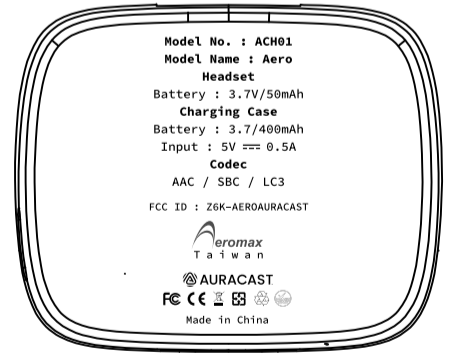 Model No. : ACH01
Model Name : Aero
Headset
Battery : 3.7V/50mAh
Charging Case
Battery : 3.7/400mAh
Input : 5V ⎓ 0.5A
Codec
AAC / SBC / LC3
FCC ID : Z6K-AEROAURACAST
Aeromax
Taiwan
AURACAST
FC CE
Made in China